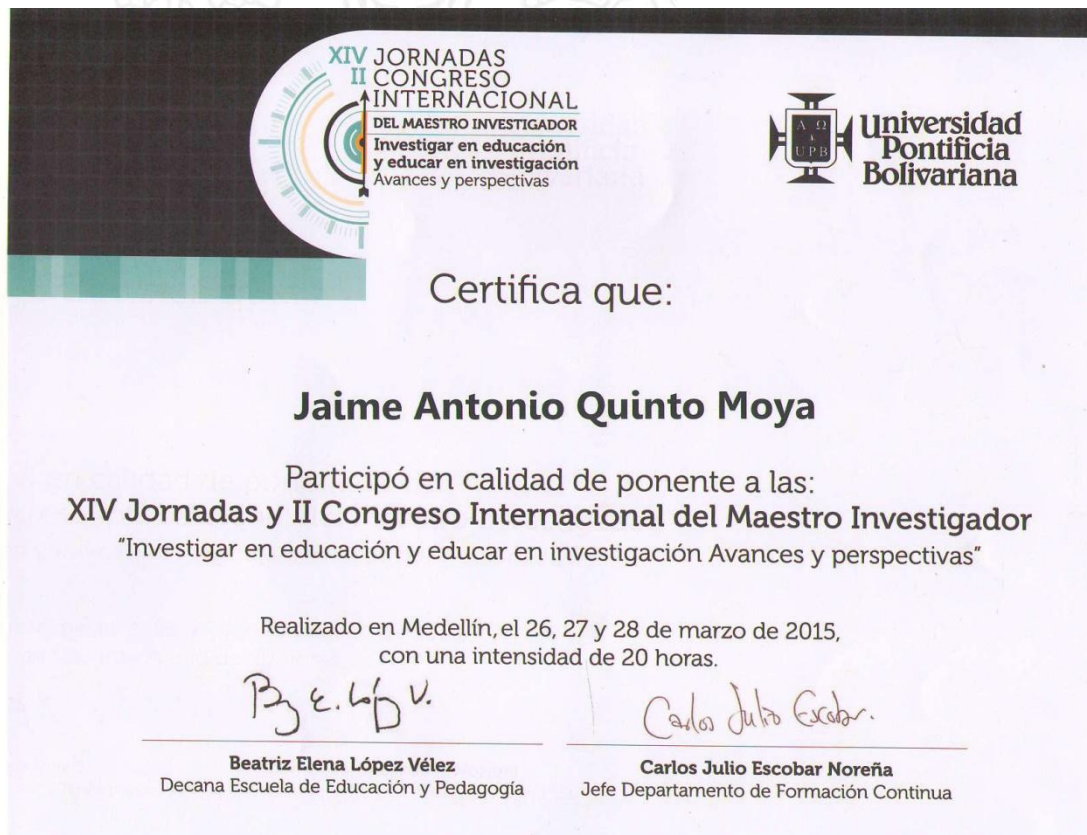 XIV JORNADAS
II CONGRESO
INTERNACIONAL
DEL MAESTRO INVESTIGADOR
Investigar en educación
y educar en investigación
Avances y perspectivas
Α Ω
UPB
Universidad
Pontificia
Bolivariana
Certifica que:
Jaime Antonio Quinto Moya
Participó en calidad de ponente a las:
XIV Jornadas y II Congreso Internacional del Maestro Investigador
“Investigar en educación y educar en investigación Avances y perspectivas”
Realizado en Medellín, el 26, 27 y 28 de marzo de 2015,
con una intensidad de 20 horas.
Bz E. López V.
Carlos Julio Escobar.
Beatriz Elena López Vélez
Decana Escuela de Educación y Pedagogía
Carlos Julio Escobar Noreña
Jefe Departamento de Formación Continua